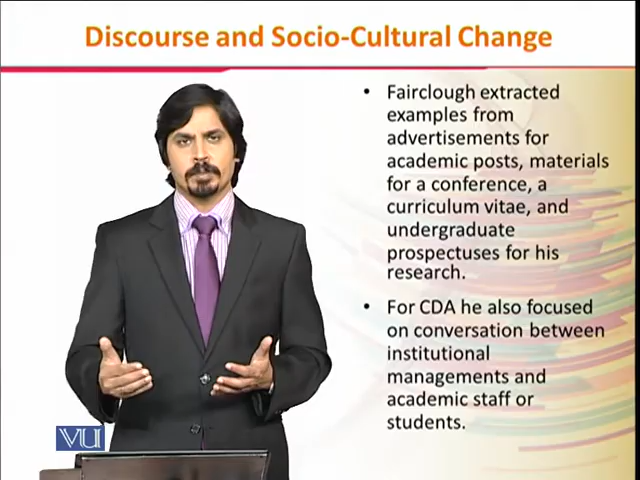 Discourse and Socio-Cultural Change
• Fairclough extracted
examples from
advertisements for
academic posts, materials
for a conference, a
curriculum vitae, and
undergraduate
prospectuses for his
research.
• For CDA he also focused
on conversation between
institutional
managements and
academic staff or
students.
VU